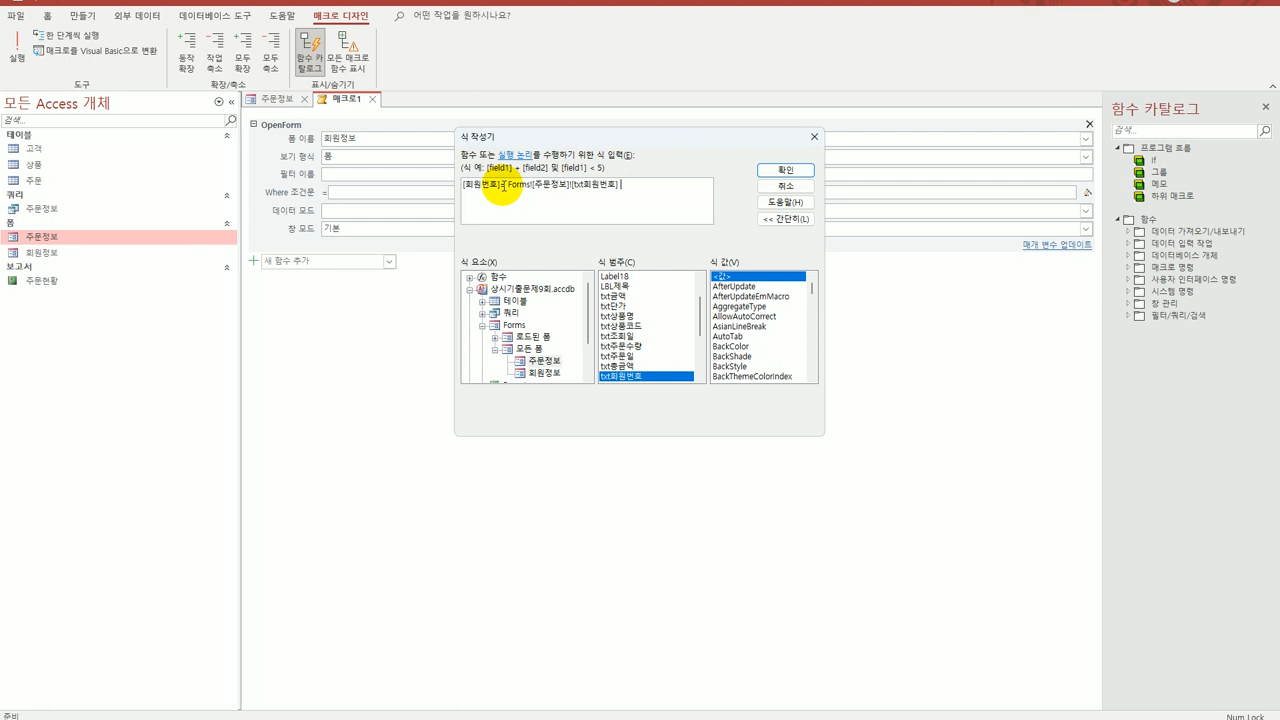 파일 홈 만들기 외부 데이터 데이터베이스 도구 도움말 매크로 디자인 어떤 작업을 원하시나요?
실행
한 단계씩 실행
매크로를 Visual Basic으로 변환
도구
동작 확장 작업 축소 모두 확장 모두 축소
확장/축소
함수 카탈로그 모든 매크로 함수 표시
표시/숨기기
모든 Access 개체
검색...
테이블
고객
상품
주문
쿼리
주문정보
폼
주문정보
회원정보
보고서
주문현황
주문정보 매크로1
OpenForm
폼 이름 회원정보
보기 형식 폼
필터 이름
Where 조건문 =
데이터 모드
창 모드 기본
매개 변수 업데이트
새 함수 추가
식 작성기
함수 또는 실행 논리를 수행하기 위한 식 입력(E):
(식 예: [field1] + [field2] 및 [field1] < 5)
[회원번호]= Forms![주문정보]![txt회원번호]
확인
취소
도움말(H)
<< 간단히(L)
식 요소(X)
함수
상시기출문제9회.accdb
테이블
쿼리
Forms
로드된 폼
모든 폼
주문정보
회원정보
식 범주(C)
Label18
LBL제목
txt금액
txt단가
txt상품명
txt상품코드
txt조회일
txt주문수량
txt주문일
txt총금액
txt회원번호
식 값(V)
<값>
AfterUpdate
AfterUpdateEmMacro
AggregateType
AllowAutoCorrect
AsianLineBreak
AutoTab
BackColor
BackShade
BackStyle
BackThemeColorIndex
함수 카탈로그
검색...
프로그램 흐름
If
그룹
메모
하위 매크로
함수
데이터 가져오기/내보내기
데이터 입력 작업
데이터베이스 개체
매크로 명령
사용자 인터페이스 명령
시스템 명령
창 관리
필터/쿼리/검색
준비
Num Lock